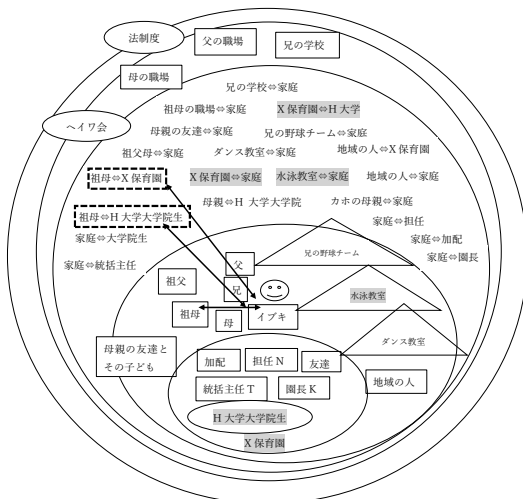 法制度
父の職場
兄の学校
母の職場
兄の学校⇔家庭
祖母の職場⇔家庭
X 保育園⇔H 大学
ヘイワ会
母親の友達⇔家庭
兄の野球チーム⇔家庭
祖父母⇔家庭
ダンス教室⇔家庭
地域の人⇔X 保育園
祖母⇔X 保育園
X 保育園⇔家庭
水泳教室⇔家庭
地域の人⇔家庭
母親⇔H 大学大学院
カホの母親⇔家庭
祖母⇔H 大学大学院生
家庭⇔担任
家庭⇔大学院生
家庭⇔加配
兄の野球チーム
家庭⇔園長
家庭⇔統括主任
父
祖父
兄
水泳教室
祖母
母
イブキ
ダンス教室
母親の友達と
その子ども
加配
担任 N
友達
地域の人
統括主任 T
園長 K
H 大学大学院生
X 保育園